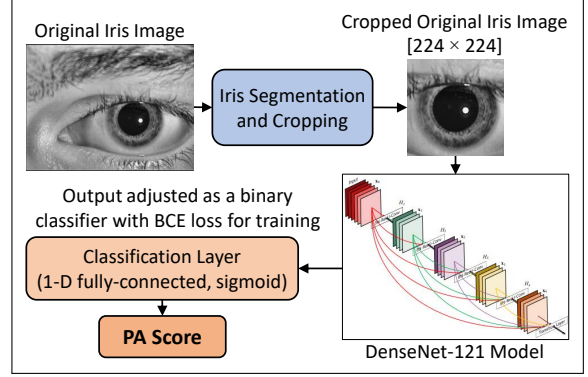 Original Iris Image
Cropped Original Iris Image
[224 × 224]
Iris Segmentation
and Cropping
Output adjusted as a binary
classifier with BCE loss for training
Classification Layer
(1-D fully-connected, sigmoid)
PA Score
DenseNet-121 Model